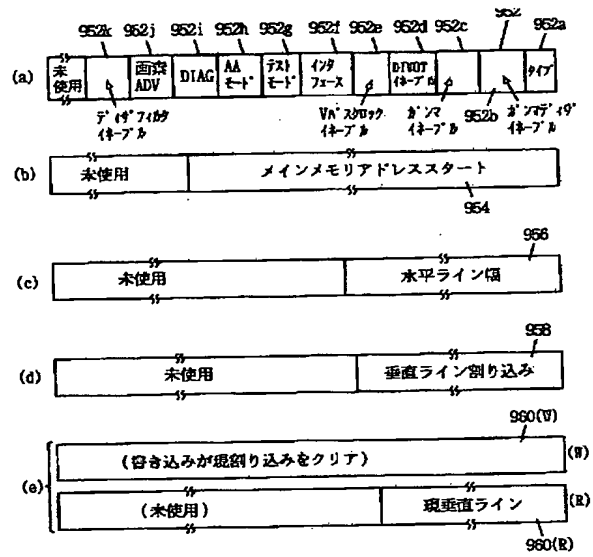 952k 952j 952i 952h 952g 952f 952e 952d 952c 952 952a
(a) 未使用 画素ADV DIAG AAモード テストモード インタフェース DIVOTイネーブル タイプ
ディザフィルタイネーブル Vバスクロックイネーブル ガンマイネーブル 952b ガンマディザイネーブル
(b) 未使用 メインメモリアドレススタート
954
956
(c) 未使用 水平ライン幅
958
(d) 未使用 垂直ライン割り込み
960(W)
(書き込みが現割り込みをクリア) (W)
(e)
(未使用) 現垂直ライン (R)
960(R)